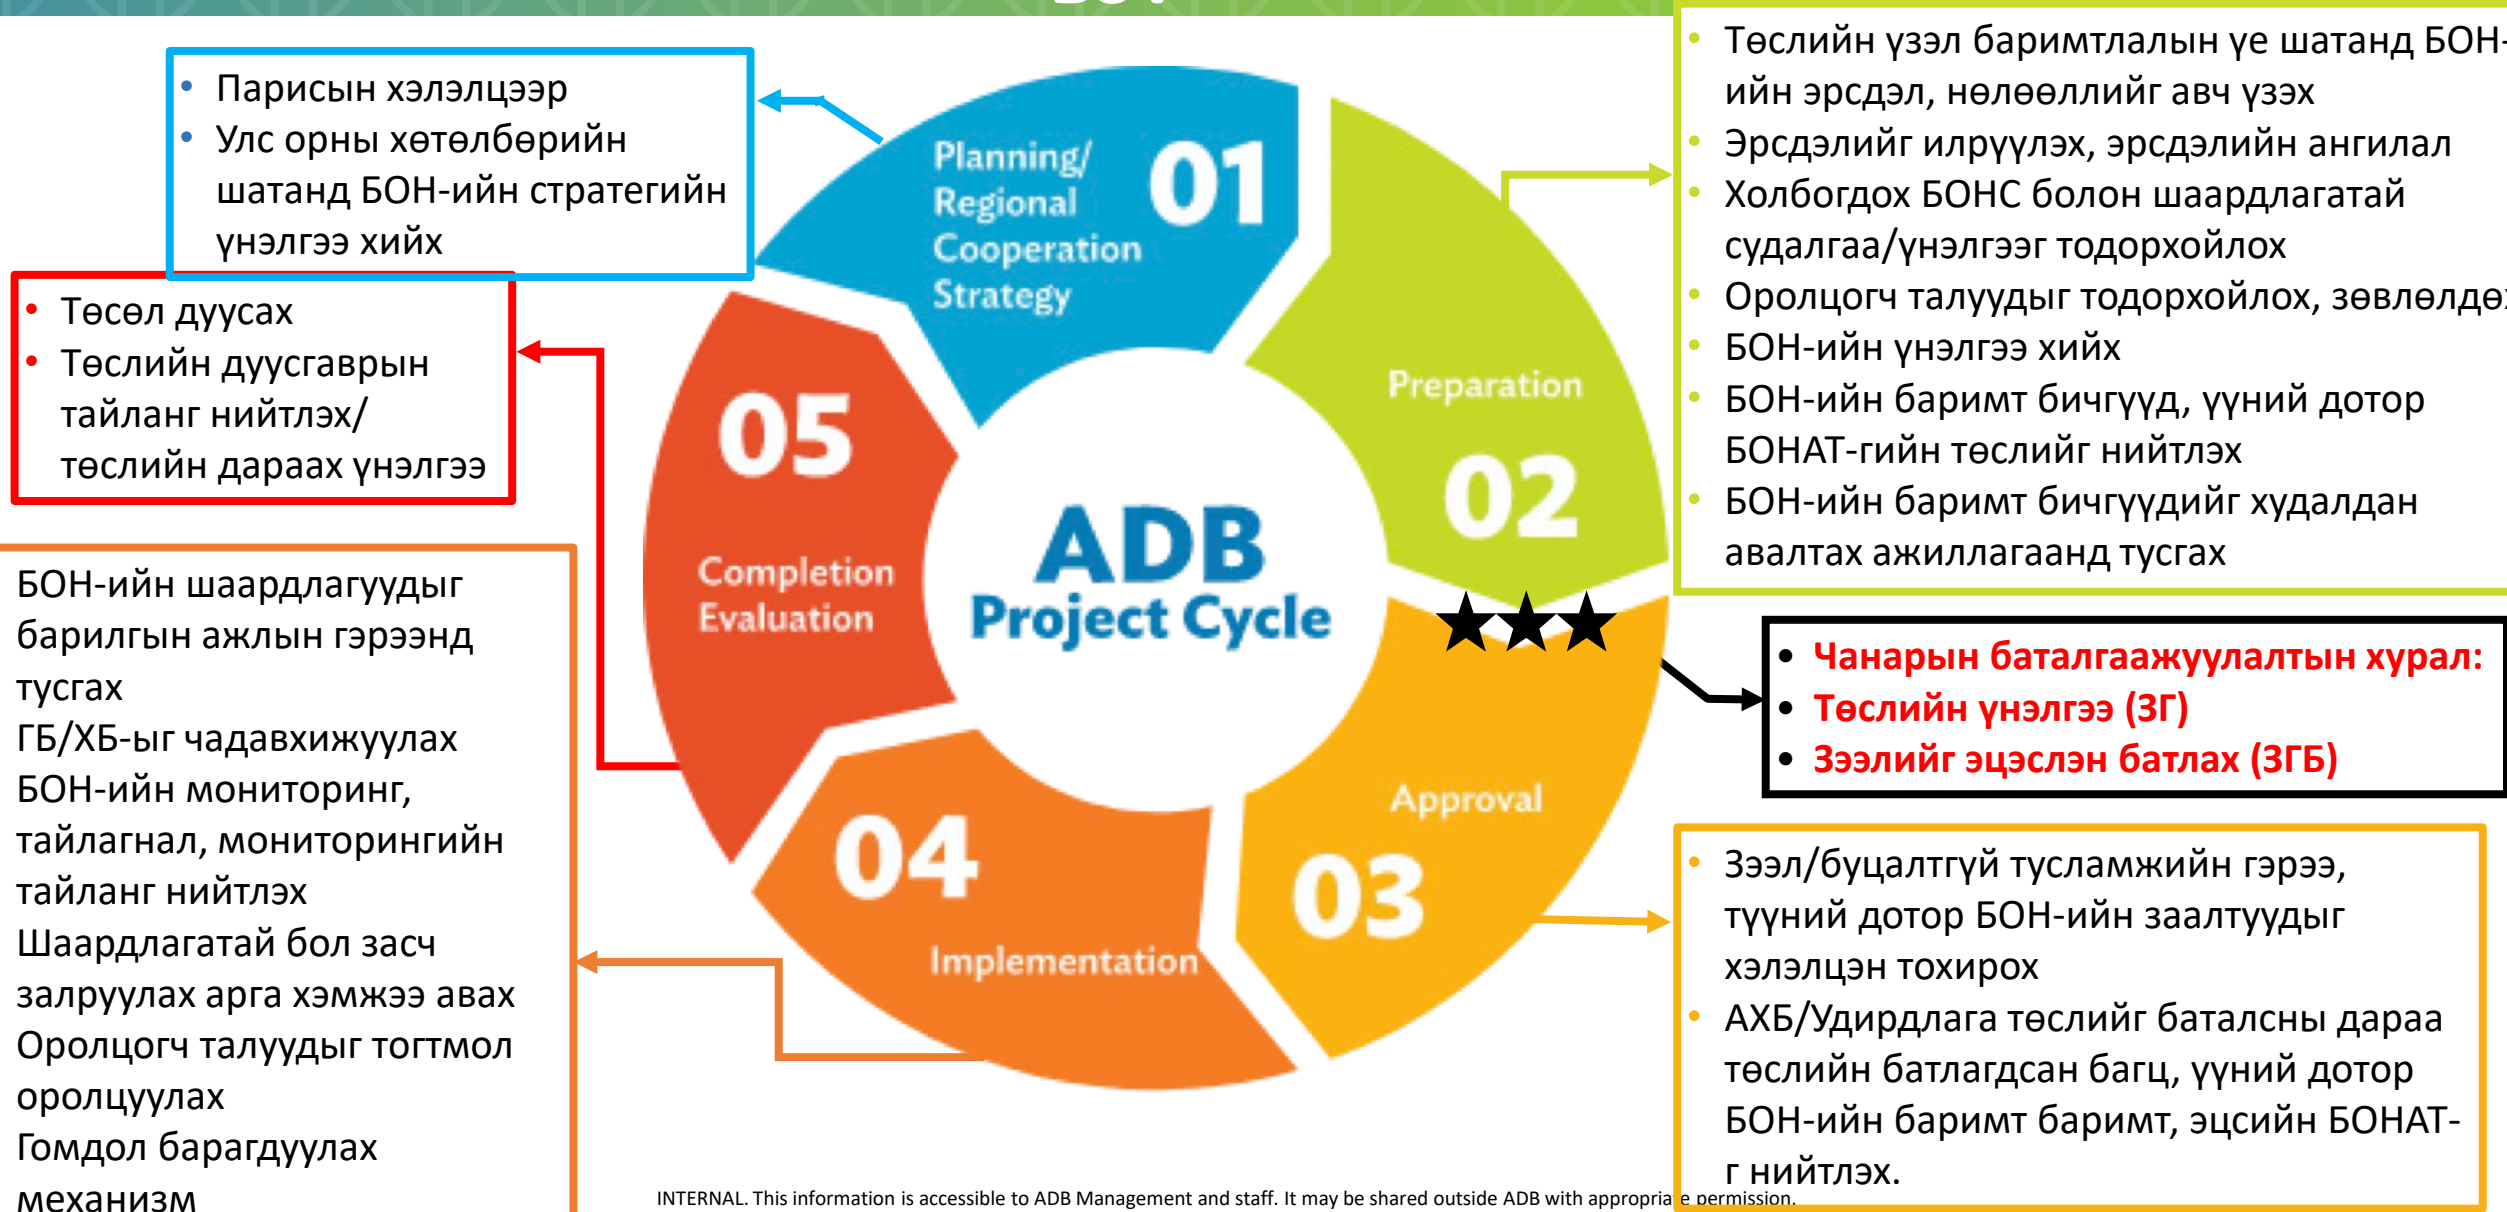 Парисын хэлэлцээр
Улс орны хөтөлбөрийн
шатанд БОН-ийн стратегийн
үнэлгээ хийх
Төсөл дуусах
Төслийн дуусгаврын
тайланг нийтлэх/
төслийн дараах үнэлгээ
БОН-ийн шаардлагуудыг
барилгын ажлын гэрээнд
тусгах
ГБ/ХБ-ыг чадавхижуулах
БОН-ийн мониторинг,
тайлагнал, мониторингийн
тайланг нийтлэх
Шаардлагатай бол засч
залруулах арга хэмжээ авах
Оролцогч талуудыг тогтмол
оролцуулах
Гомдол барагдуулах
механизм
Planning/
Regional
Cooperation
Strategy
01
Preparation
02
Approval
03
04
Implementation
05
Completion
Evaluation
ADB
Project Cycle
Төслийн үзэл баримтлалын үе шатанд БОН-
ийн эрсдэл, нөлөөллийг авч үзэх
Эрсдэлийг илрүүлэх, эрсдэлийн ангилал
Холбогдох БОНС болон шаардлагатай
судалгаа/үнэлгээг тодорхойлох
Оролцогч талуудыг тодорхойлох, зөвлөлдөх
БОН-ийн үнэлгээ хийх
БОН-ийн баримт бичгүүд, үүний дотор
БОНАТ-гийн төслийг нийтлэх
БОН-ийн баримт бичгүүдийг худалдан
авалтах ажиллагаанд тусгах
Чанарын баталгаажуулалтын хурал:
Төслийн үнэлгээ (ЗГ)
Зээлийг эцэслэн батлах (ЗГБ)
Зээл/буцалтгүй тусламжийн гэрээ,
түүний дотор БОН-ийн заалтуудыг
хэлэлцэн тохирох
АХБ/Удирдлага төслийг баталсны дараа
төслийн батлагдсан багц, үүний дотор
БОН-ийн баримт баримт, эцсийн БОНАТ-
г нийтлэх.
INTERNAL. This information is accessible to ADB Management and staff. It may be shared outside ADB with appropriate permission.